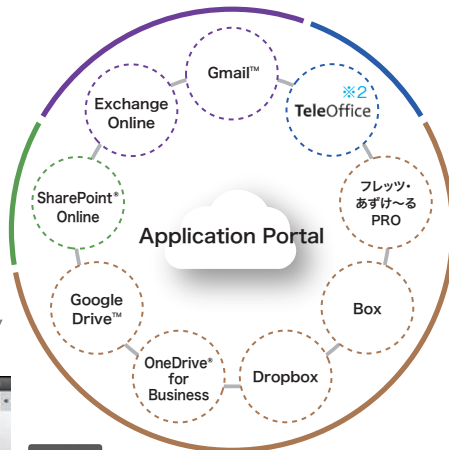 Gmail™
Exchange
Online
※2
TeleOffice
SharePoint®
Online
フレッツ・
あずけ〜る
PRO
Application Portal
Google
Drive™
Box
OneDrive®
for
Business
Dropbox